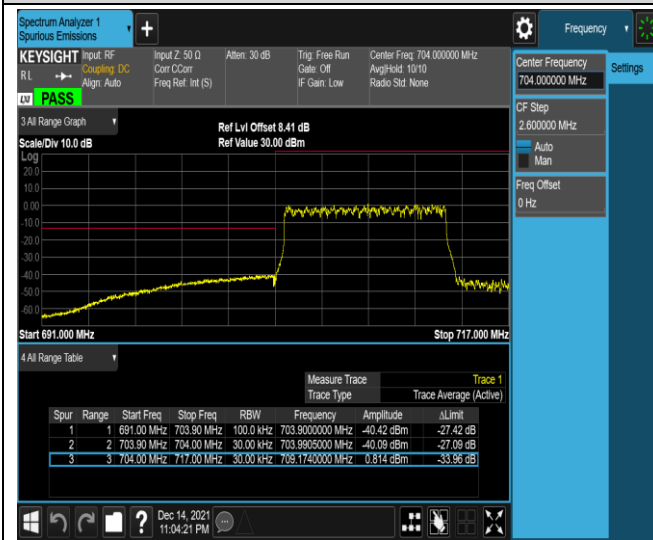 Spectrum Analyzer 1
Spurious Emissions
Frequency
KEYSIGHT Input: RF Input Z: 50 Ω Atten: 30 dB Trig: Free Run Center Freq: 704.000000 MHz
RL Coupling: DC Corr CCorr Gate: Off Avg|Hold: 10/10
Align: Auto Freq Ref: Int (S) IF Gain: Low Radio Std: None
LXI PASS
Center Frequency
704.000000 MHz
Settings
CF Step
2.600000 MHz
Auto
Man
Freq Offset
0 Hz
3 All Range Graph
Ref Lvl Offset 8.41 dB
Scale/Div 10.0 dB Ref Value 30.00 dBm
Log
20.0
10.0
0.00
-10.0
-20.0
-30.0
-40.0
-50.0
-60.0
Start 691.000 MHz Stop 717.000 MHz
4 All Range Table
Measure Trace Trace 1
Trace Type Trace Average (Active)
Spur Range Start Freq Stop Freq RBW Frequency Amplitude ΔLimit
1 1 691.00 MHz 703.90 MHz 100.0 kHz 703.9000000 MHz -40.42 dBm -27.42 dB
2 2 703.90 MHz 704.00 MHz 30.00 kHz 703.9905000 MHz -40.09 dBm -27.09 dB
3 3 704.00 MHz 717.00 MHz 30.00 kHz 709.1740000 MHz 0.814 dBm -33.96 dB
Dec 14, 2021
11:04:21 PM